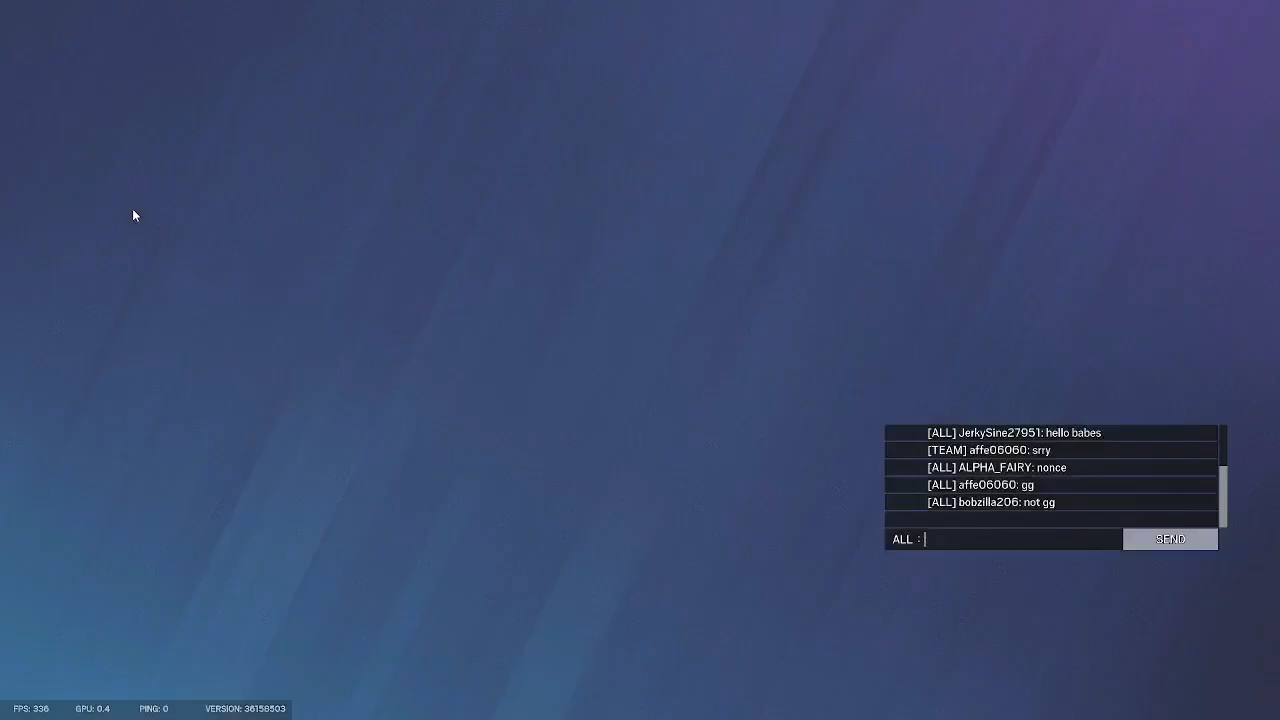 [ALL] JerkySine27951: hello babes
[TEAM] affe06060: srry
[ALL] ALPHA_FAIRY: nonce
[ALL] affe06060: gg
[ALL] bobzilla206: not gg
ALL : SEND
FPS: 336 GPU: 0.4 PING: 0 VERSION: 36158503